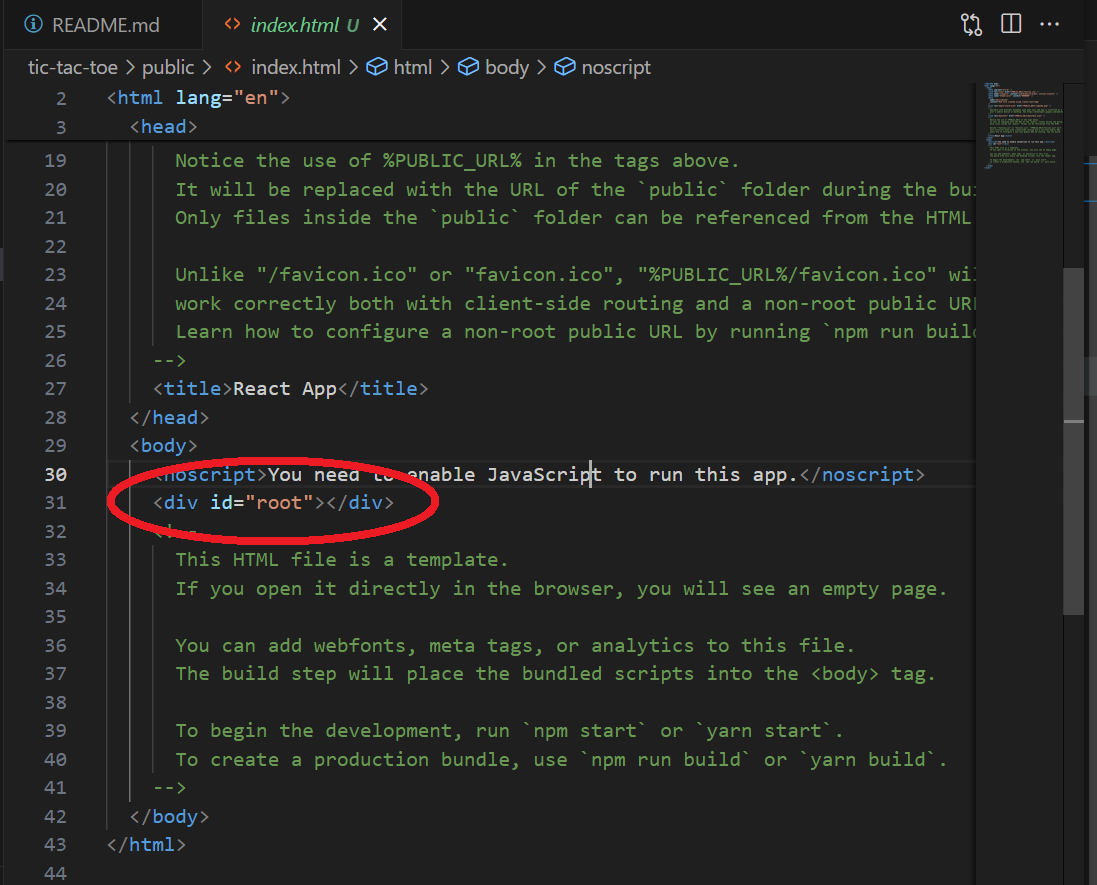 README.md index.html U
tic-tac-toe > public > index.html > html > body > noscript
2 <html lang="en">
3 <head>
19 Notice the use of %PUBLIC_URL% in the tags above.
20 It will be replaced with the URL of the `public` folder during the
21 Only files inside the `public` folder can be referenced from the HTML
22
23 Unlike "/favicon.ico" or "favicon.ico", "%PUBLIC_URL%/favicon.ico"
24 work correctly both with client-side routing and a non-root public
25 Learn how to configure a non-root public URL by running `npm run
26 -->
27 <title>React App</title>
28 </head>
29 <body>
30 <noscript>You need to enable JavaScript to run this app.</noscript>
31 <div id="root"></div>
32
33 This HTML file is a template.
34 If you open it directly in the browser, you will see an empty page.
35
36 You can add webfonts, meta tags, or analytics to this file.
37 The build step will place the bundled scripts into the <body> tag.
38
39 To begin the development, run `npm start` or `yarn start`.
40 To create a production bundle, use `npm run build` or `yarn build`.
41 -->
42 </body>
43 </html>
44